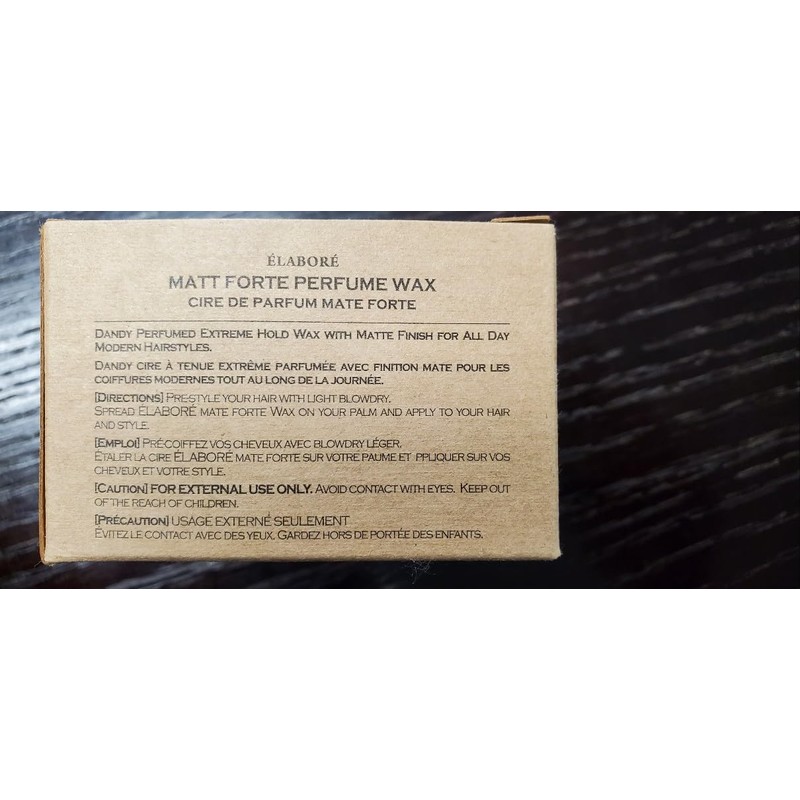 ÉLABORÉ
MATT FORTE PERFUME WAX
CIRE DE PARFUM MATE FORTE
DANDY PERFUMED EXTREME HOLD WAX WITH MATTE FINISH FOR ALL DAY
MODERN HAIRSTYLES.
DANDY CIRE À TENUE EXTRÊME PARFUMÉE AVEC FINITION MATE POUR LES
COIFFURES MODERNES TOUT AU LONG DE LA JOURNÉE.
[DIRECTIONS] PRE-STYLE YOUR HAIR WITH LIGHT BLOWDRY.
SPREAD ÉLABORÉ MATE FORTE WAX ON YOUR PALM AND APPLY TO YOUR HAIR
AND STYLE.
[EMPLOI] PRÉ-COIFFEZ VOS CHEVEUX AVEC BLOWDRY LÉGER.
ÉTALER LA CIRE ÉLABORÉ MATE FORTE SUR VOTRE PAUME ET PPLIQUER SUR VOS
CHEVEUX ET VOTRE STYLE.
[CAUTION] FOR EXTERNAL USE ONLY. AVOID CONTACT WITH EYES. KEEP OUT
OF THE REACH OF CHILDREN.
[PRÉCAUTION] USAGE EXTERNÉ SEULEMENT
ÉVITEZ LE CONTACT AVEC DES YEUX. GARDEZ HORS DE PORTÉE DES ENFANTS.